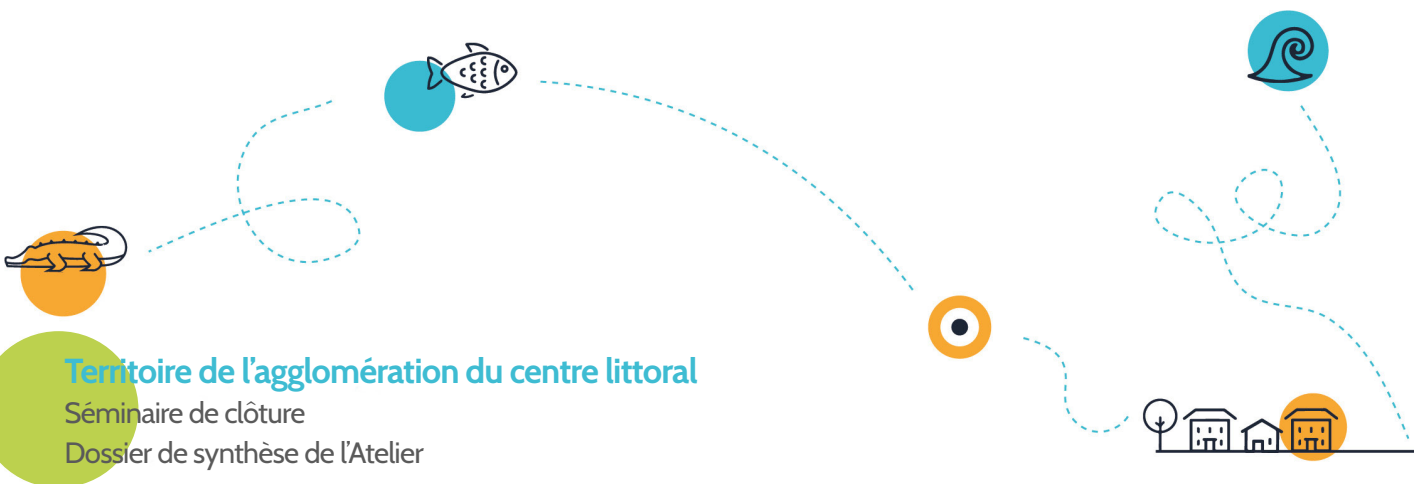 Territoire de l’agglomération du centre littoral
Séminaire de clôture
Dossier de synthèse de l’Atelier